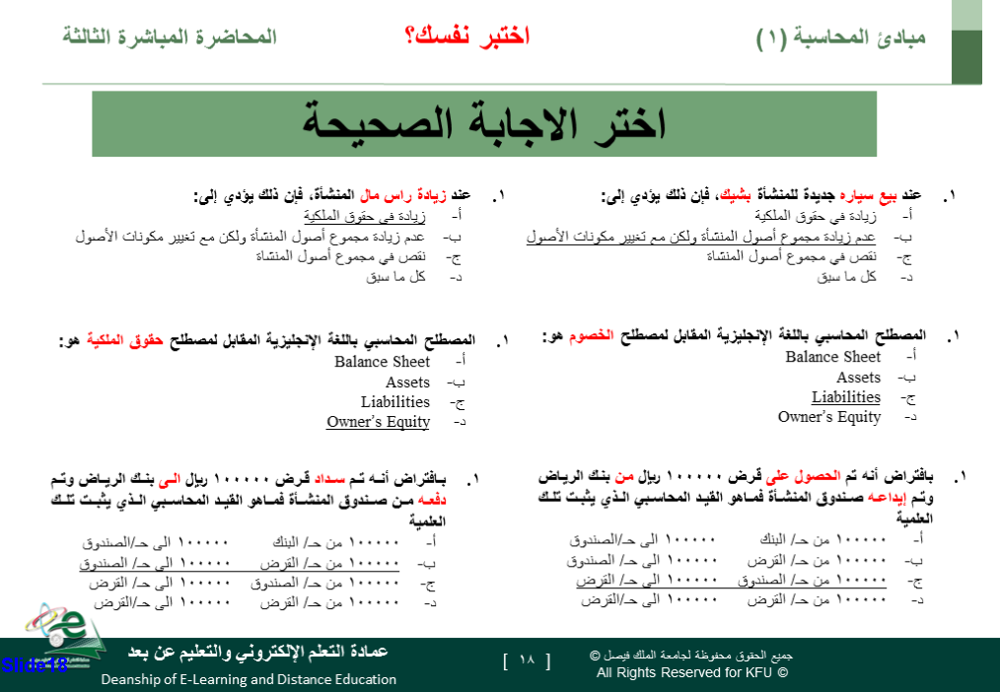 مبادئ المحاسبة (١)
اختبر نفسك؟
المحاضرة المباشرة الثالثة
اختر الاجابة الصحيحة
١. عند بيع سياره جديدة للمنشأة بشيك، فإن ذلك يؤدي إلى:
أ- زيادة في حقوق الملكية
ب- عدم زيادة مجموع أصول المنشأة ولكن مع تغيير مكونات الأصول
ج- نقص في مجموع أصول المنشاة
د- كل ما سبق
١. عند زيادة راس مال المنشأة، فإن ذلك يؤدي إلى:
أ- زيادة في حقوق الملكية
ب- عدم زيادة مجموع أصول المنشأة ولكن مع تغيير مكونات الأصول
ج- نقص في مجموع أصول المنشاة
د- كل ما سبق
١. المصطلح المحاسبي باللغة الإنجليزية المقابل لمصطلح الخصوم هو:
أ- Balance Sheet
ب- Assets
ج- Liabilities
د- Owner's Equity
١. المصطلح المحاسبي باللغة الإنجليزية المقابل لمصطلح حقوق الملكية هو:
أ- Balance Sheet
ب- Assets
ج- Liabilities
د- Owner's Equity
١. بافتراض أنه تم الحصول على قرض ١٠٠٠٠٠ ريال من بنك الرياض
وتم إيداعه صندوق المنشأة فماهو القيد المحاسبي الذي يثبت تلك
العلمية
أ- ١٠٠٠٠٠ من حـ/ البنك ١٠٠٠٠٠ الى حـ/الصندوق
ب- ١٠٠٠٠٠ من حـ/ القرض ١٠٠٠٠٠ الى حـ/ الصندوق
ج- ١٠٠٠٠٠ من حـ/ الصندوق ١٠٠٠٠٠ الى حـ/ القرض
د- ١٠٠٠٠٠ من حـ/ القرض ١٠٠٠٠٠ الى حـ/القرض
١. بافتراض أنه تم سداد قرض ١٠٠٠٠٠ ريال الى بنك الرياض وتم
دفعه من صندوق المنشأة فماهو القيد المحاسبي الذي يثبت تلك
العلمية
أ- ١٠٠٠٠٠ من حـ/ البنك ١٠٠٠٠٠ الى حـ/الصندوق
ب- ١٠٠٠٠٠ من حـ/ القرض ١٠٠٠٠٠ الى حـ/ الصندوق
ج- ١٠٠٠٠٠ من حـ/ الصندوق ١٠٠٠٠٠ الى حـ/ القرض
د- ١٠٠٠٠٠ من حـ/ القرض ١٠٠٠٠٠ الى حـ/القرض
جميع الحقوق محفوظة لجامعة الملك فيصل ©
All Rights Reserved for KFU ©
[ ١٨ ]
عمادة التعلم الإلكتروني والتعليم عن بعد
Deanship of E-Learning and Distance Education
Slide18